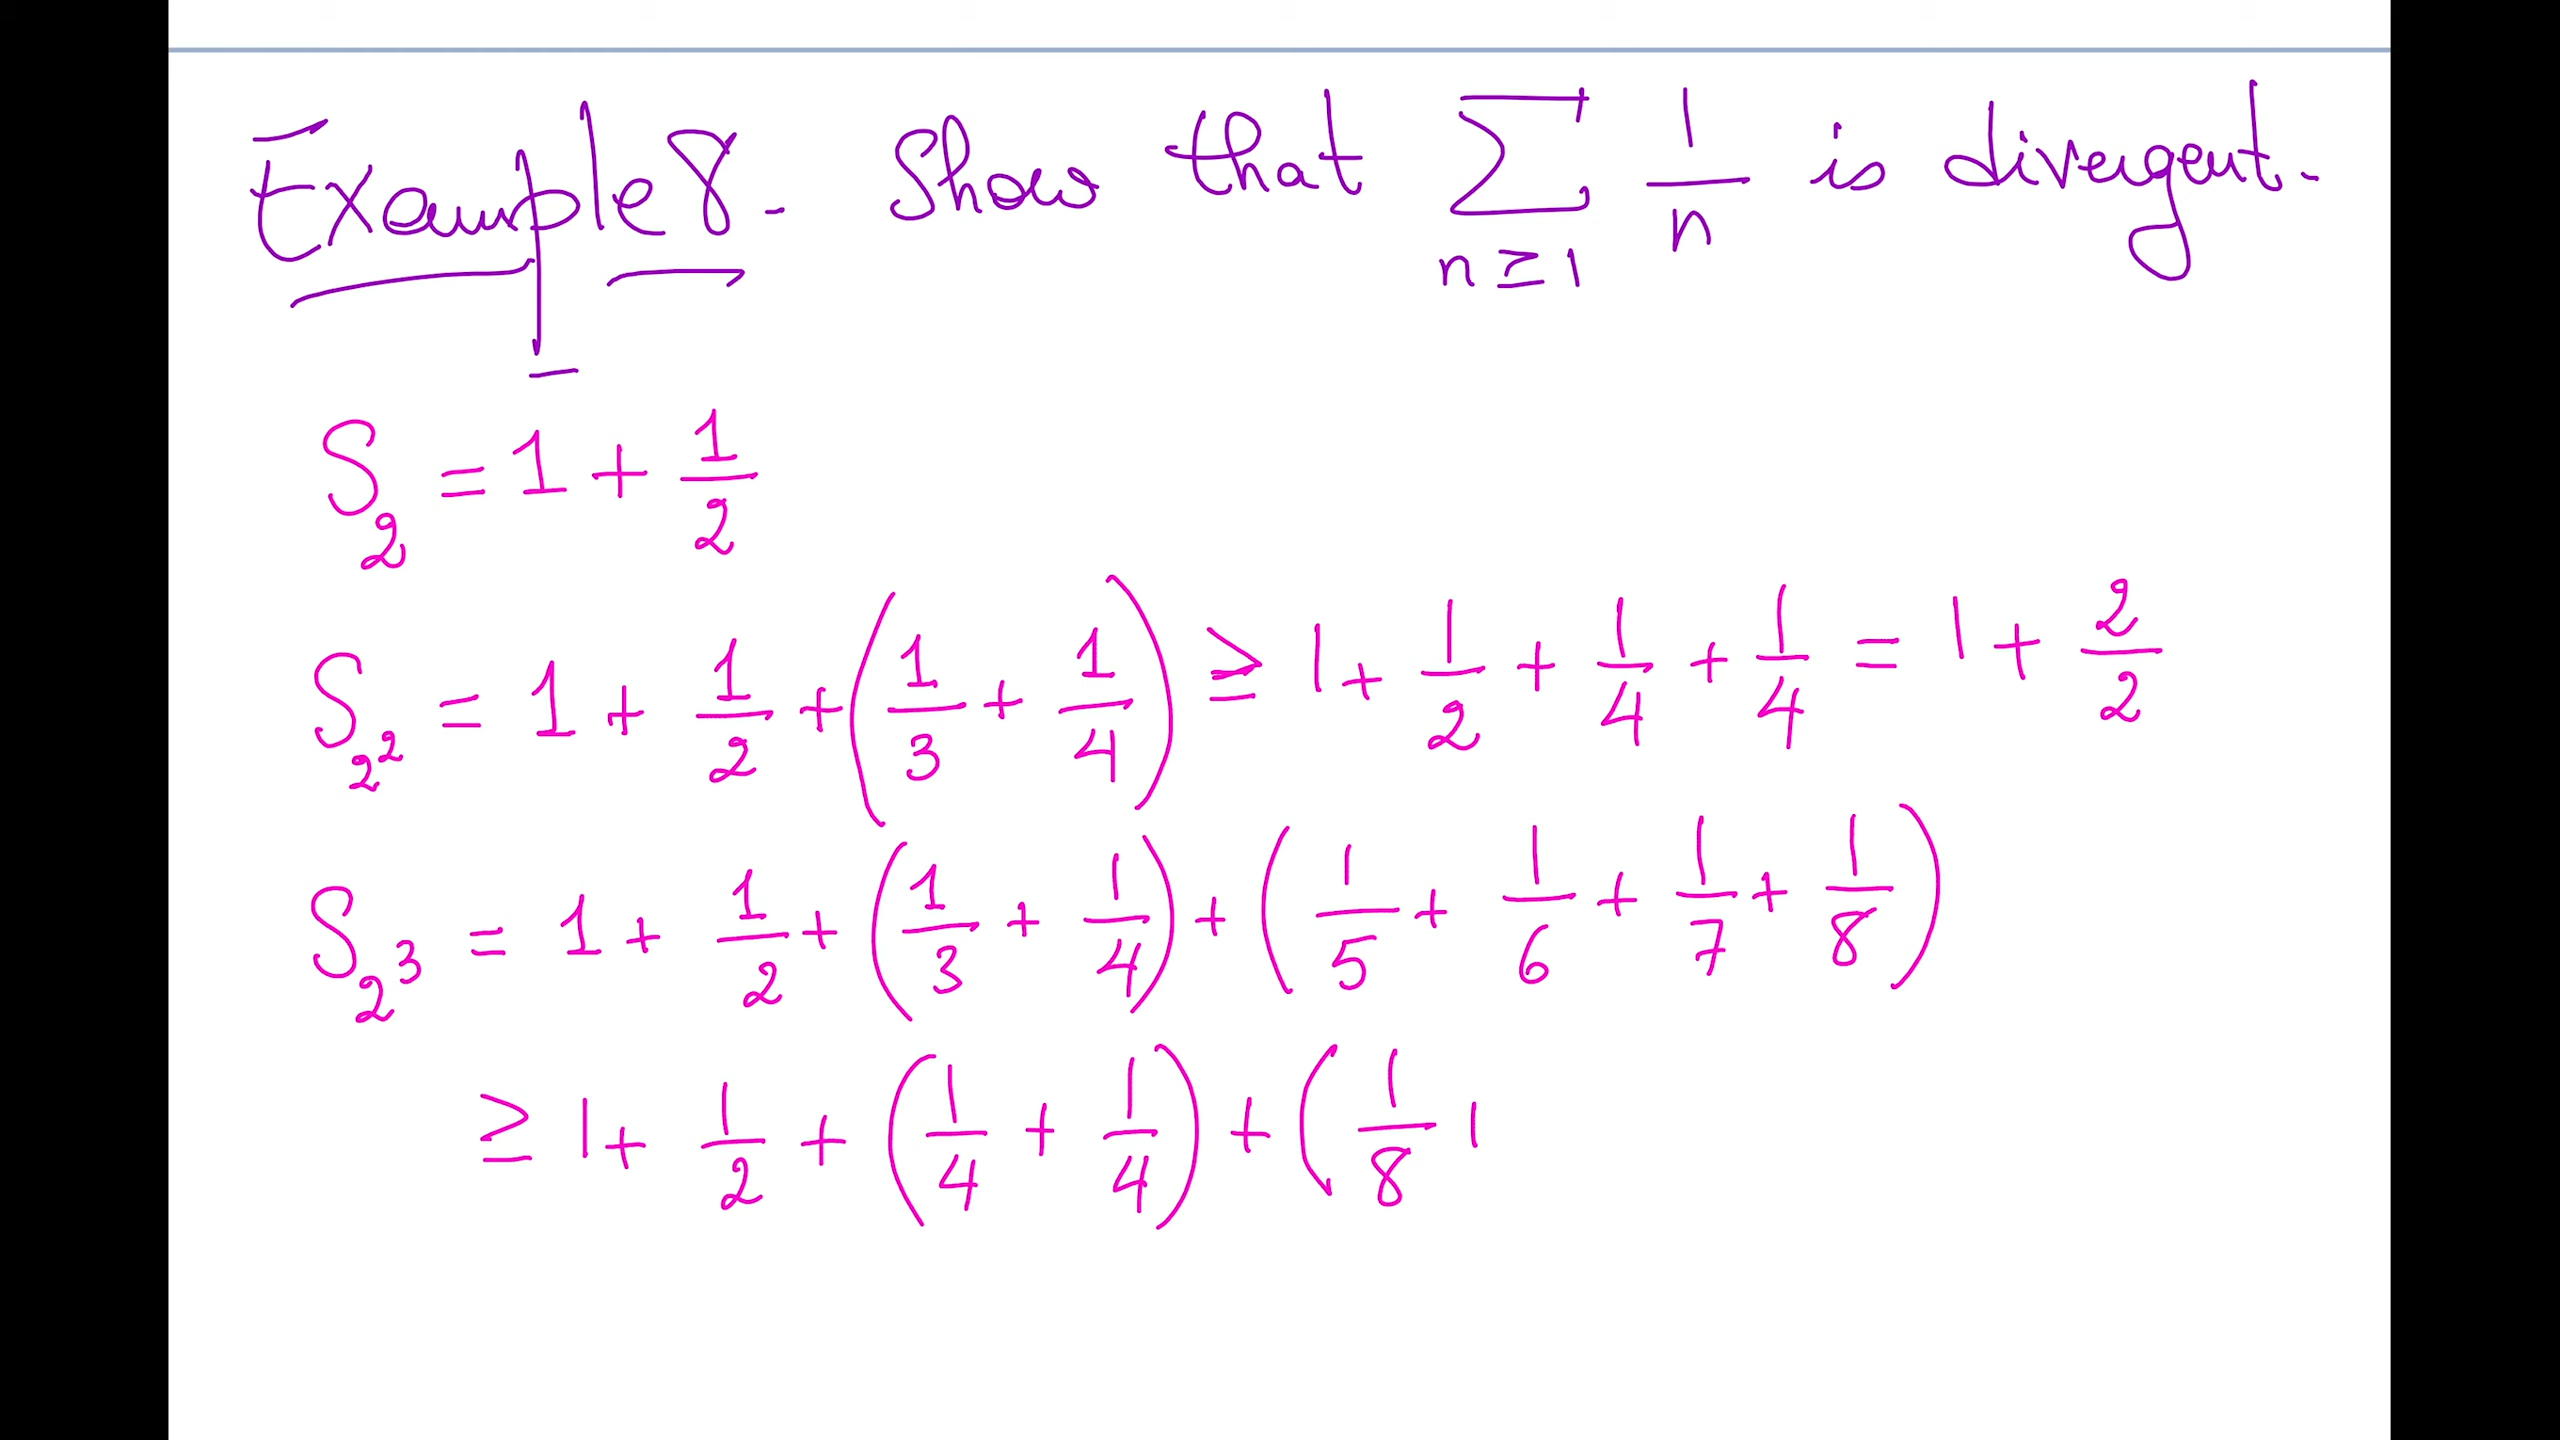 Example 8. Show that ∑_{n≥1} 1/n is divergent.
S_2 = 1 + 1/2
S_{2^2} = 1 + 1/2 + (1/3 + 1/4) ≥ 1 + 1/2 + 1/4 + 1/4 = 1 + 2/2
S_{2^3} = 1 + 1/2 + (1/3 + 1/4) + (1/5 + 1/6 + 1/7 + 1/8)
≥ 1 + 1/2 + (1/4 + 1/4) + (1/8 ı